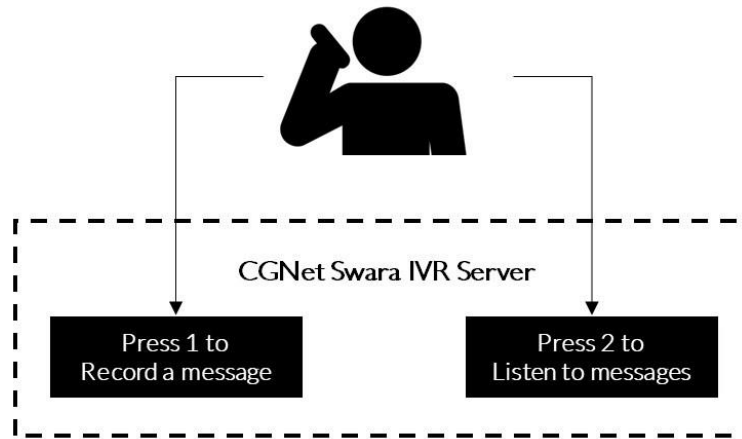 CGNet Swara IVR Server
Press 1 to
Record a message
Press 2 to
Listen to messages